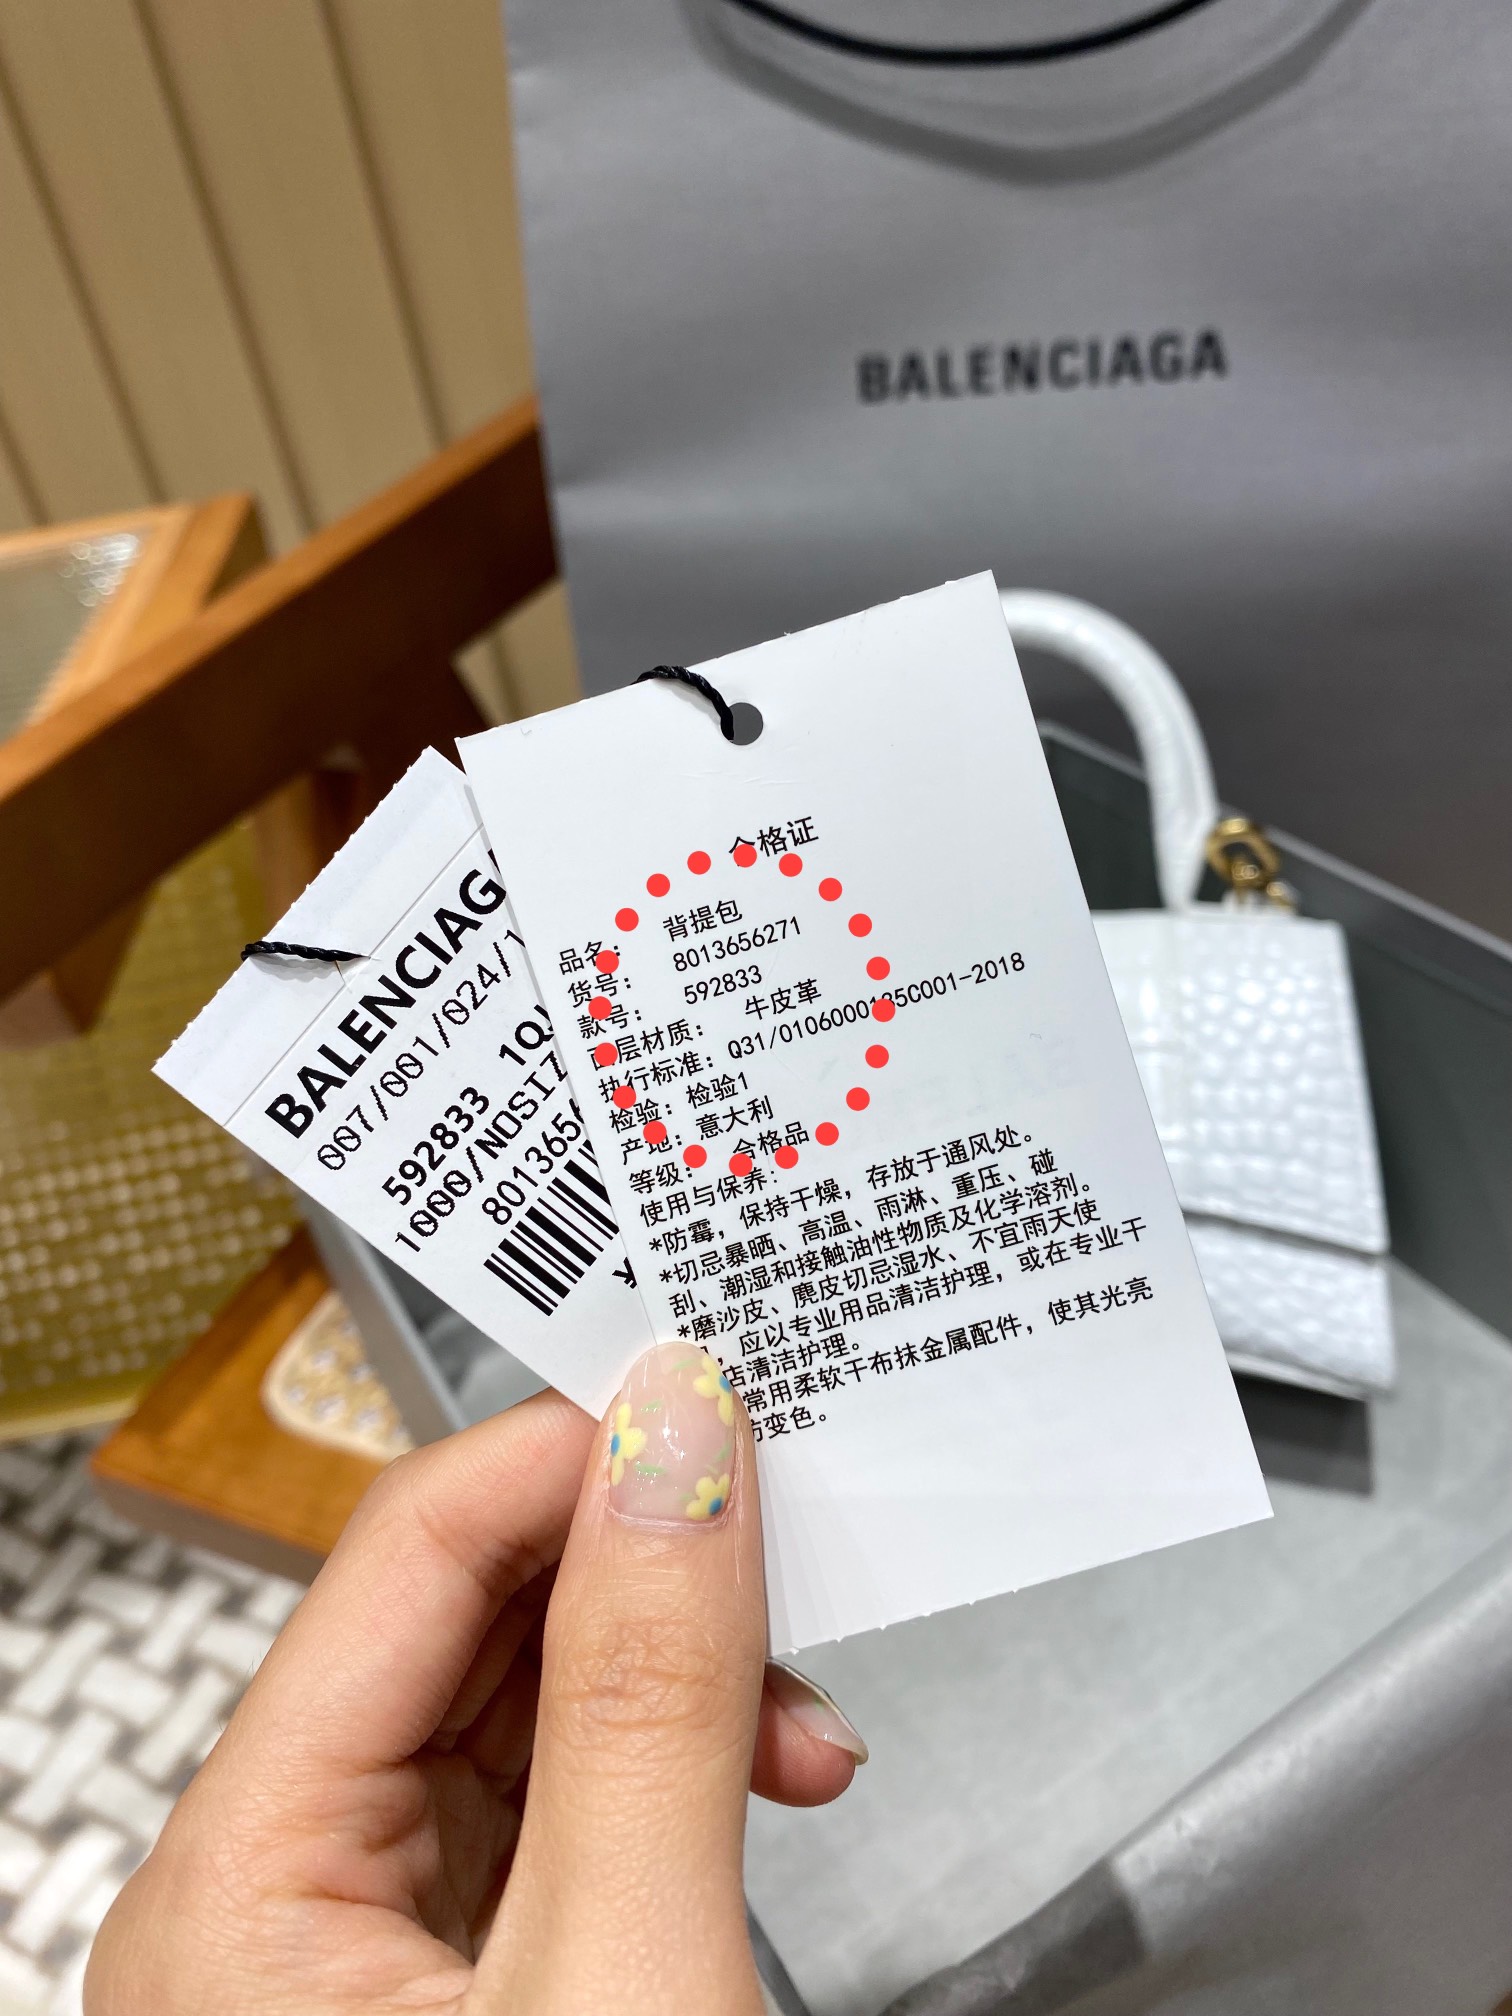 BALENCIAGA
合格证
品名： 背提包
货号： 8013656271
款号： 592833
面层材质： 牛皮革
执行标准：Q31/0106000185C001-2018
检验：检验1
产地：意大利
等级： 合格品
使用与保养：
*防霉，保持干燥，存放于通风处。
*切忌暴晒、高温、雨淋、重压、碰
刮、潮湿和接触油性物质及化学溶剂。
*磨沙皮、麂皮切忌湿水、不宜雨天使
，应以专业用品清洁护理，或在专业干
店清洁护理。
常用柔软干布抹金属配件，使其光亮
防变色。
BALENCIAG
007/001/024/1
592833 1QJ
1000/NOSIZ
801365
¥